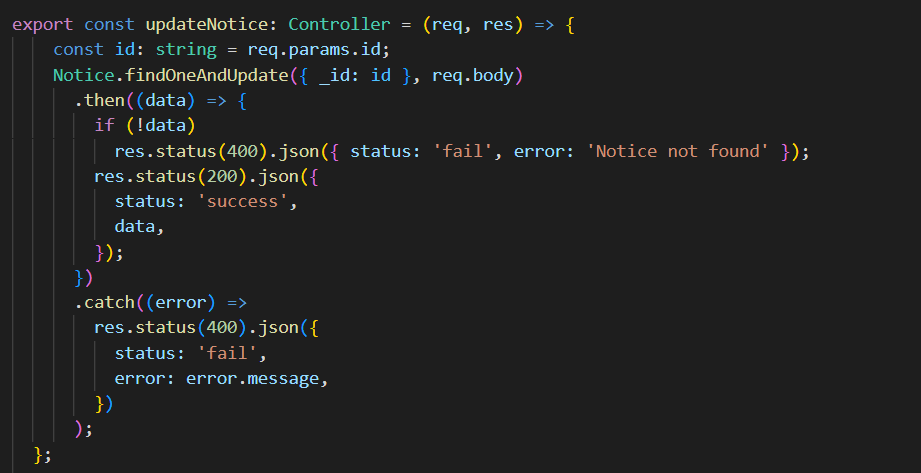 export const updateNotice: Controller = (req, res) => {
const id: string = req.params.id;
Notice.findOneAndUpdate({ _id: id }, req.body)
.then((data) => {
if (!data)
res.status(400).json({ status: 'fail', error: 'Notice not found' });
res.status(200).json({
status: 'success',
data,
});
})
.catch((error) =>
res.status(400).json({
status: 'fail',
error: error.message,
})
);
};